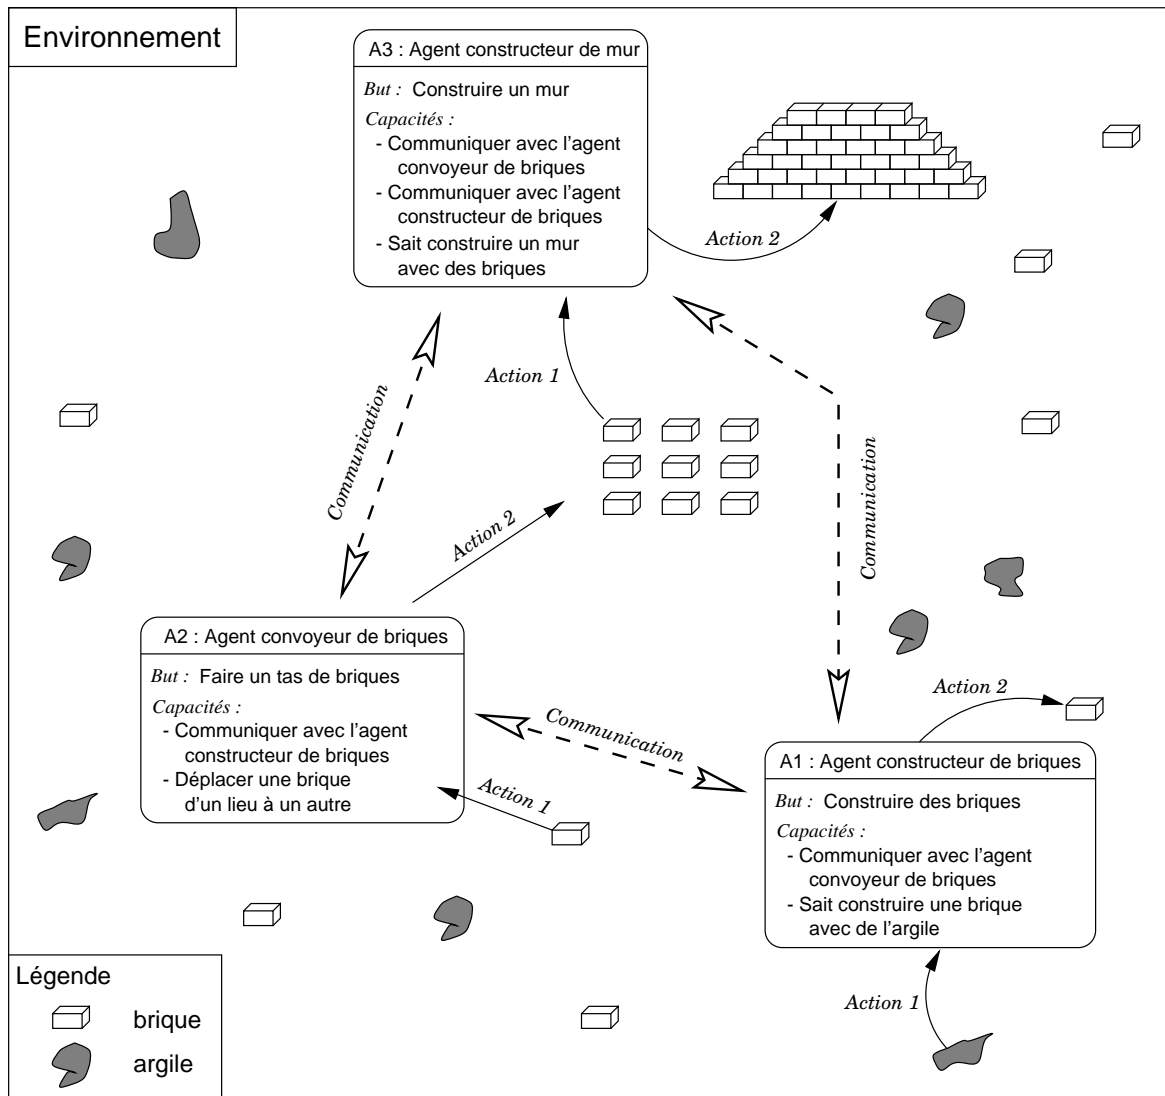 Environnement
A3 : Agent constructeur de mur
But : Construire un mur
Capacités :
- Communiquer avec l'agent
convoyeur de briques
- Communiquer avec l'agent
constructeur de briques
- Sait construire un mur
avec des briques
Action 2
Action 1
Communication
Communication
Action 2
A2 : Agent convoyeur de briques
But : Faire un tas de briques
Capacités :
- Communiquer avec l'agent
constructeur de briques
- Déplacer une brique
d'un lieu à un autre
Action 1
Communication
Action 2
A1 : Agent constructeur de briques
But : Construire des briques
Capacités :
- Communiquer avec l'agent
convoyeur de briques
- Sait construire une brique
avec de l'argile
Action 1
Légende
brique
argile